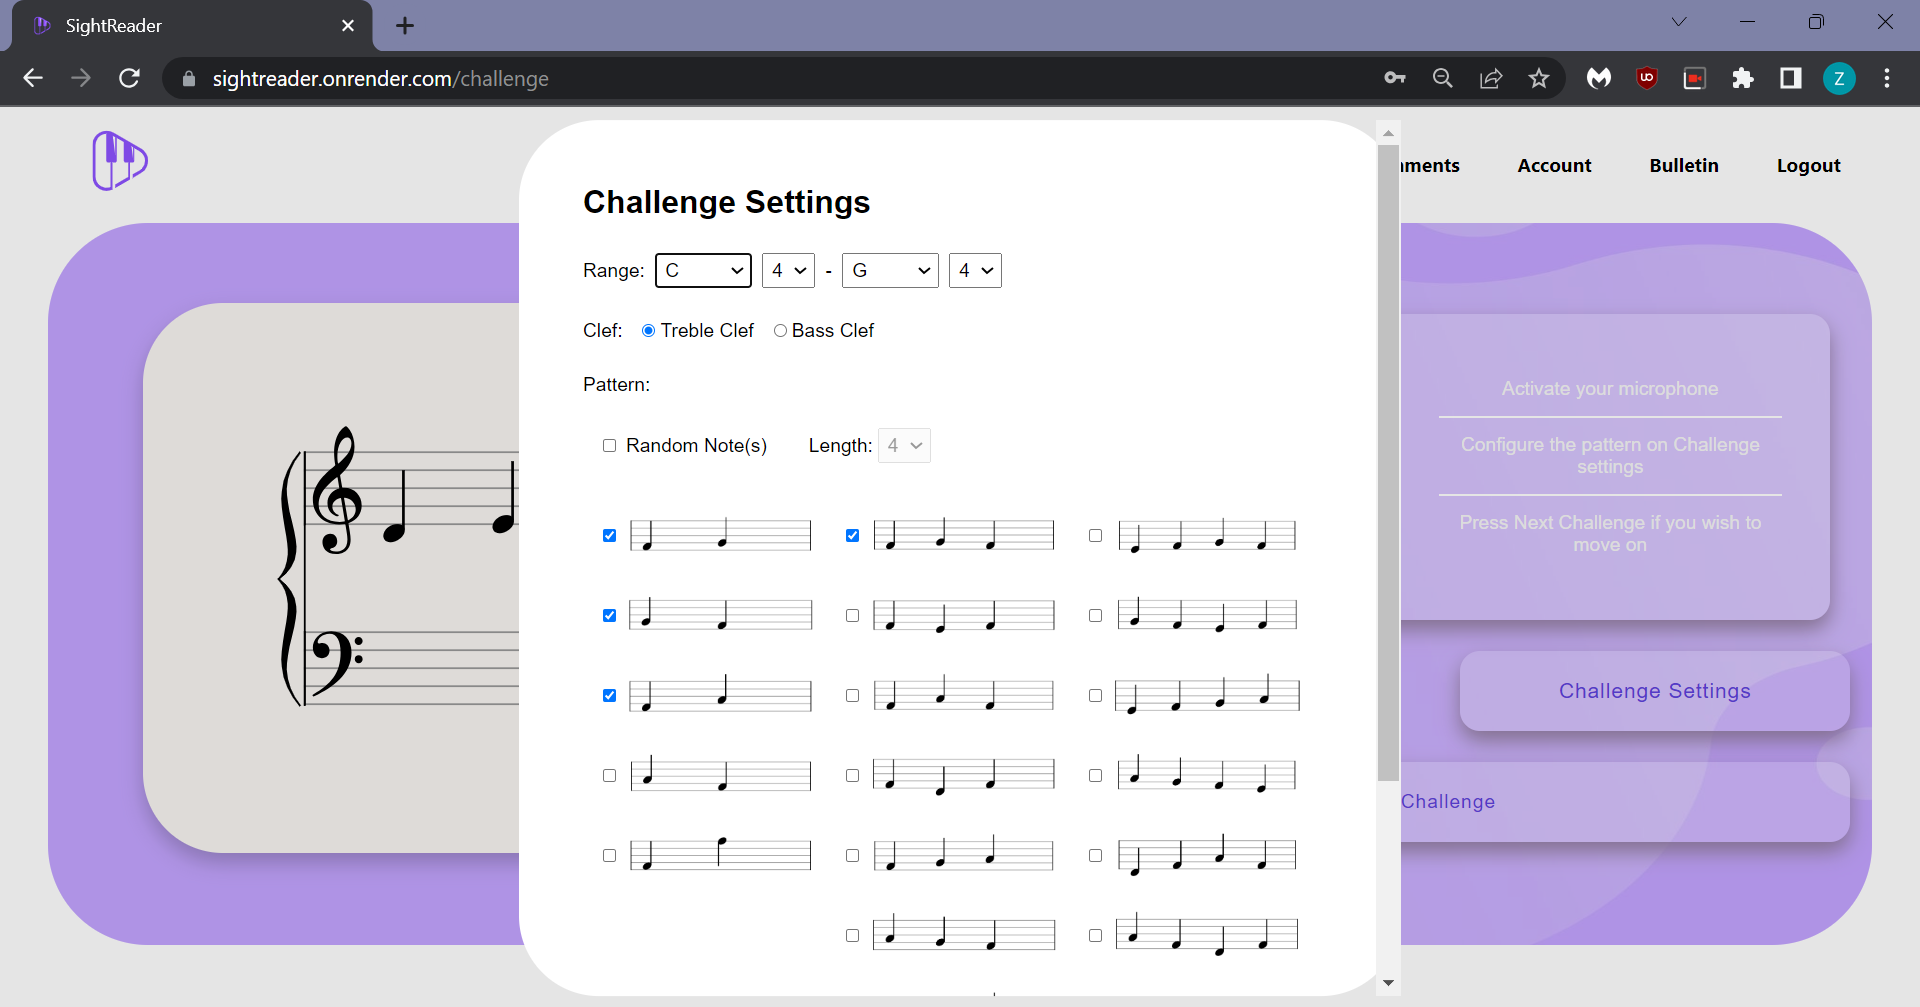 SightReader
sightreader.onrender.com/challenge
Z
Account
Bulletin
Logout
Challenge Settings
Range: C 4 - G 4
Clef: Treble Clef Bass Clef
Pattern:
Random Note(s) Length: 4
Activate your microphone
Configure the pattern on Challenge
settings
Press Next Challenge if you wish to
move on
Challenge Settings
Challenge